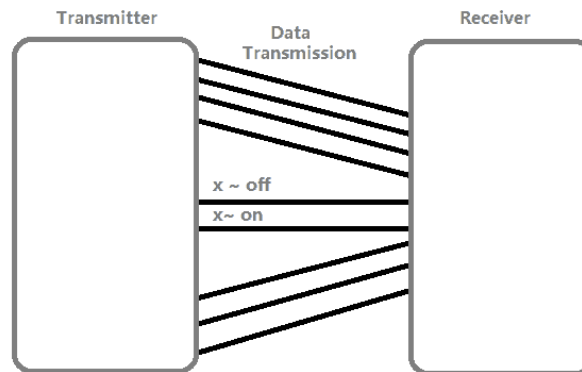 Transmitter
Data
Transmission
Receiver
x ~ off
x~ on